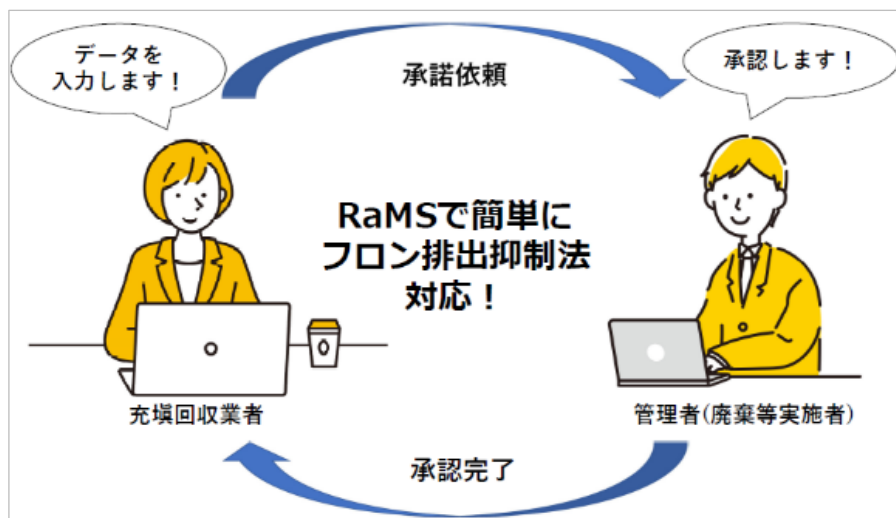 データを
入力します！
承諾依頼
承認します！
RaMSで簡単に
フロン排出抑制法
対応！
充塡回収業者
管理者(廃棄等実施者)
承認完了